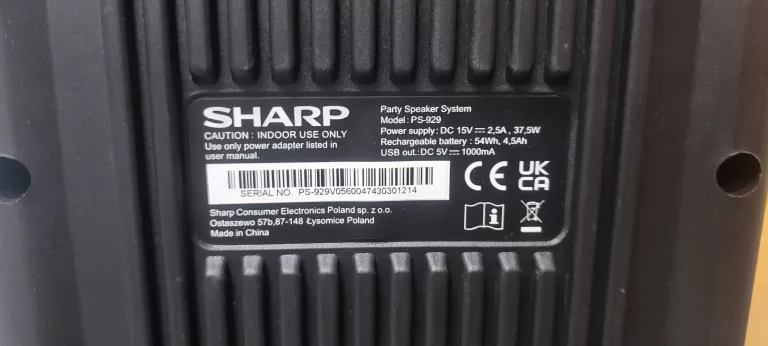 SHARP
CAUTION : INDOOR USE ONLY
Use only power adapter listed in
user manual.
Party Speaker System
Model: PS-929
Power supply: DC 15V ⎓ 2,5A , 37,5W
Rechargeable battery : 54Wh, 4,5Ah
USB out.: DC 5V ⎓ 1000mA
SERIAL NO. PS-929V0560047430301214
CE UK
CA
Sharp Consumer Electronics Poland sp. z o.o.
Ostaszewo 57b,87-148 Łysomice Poland
Made in China